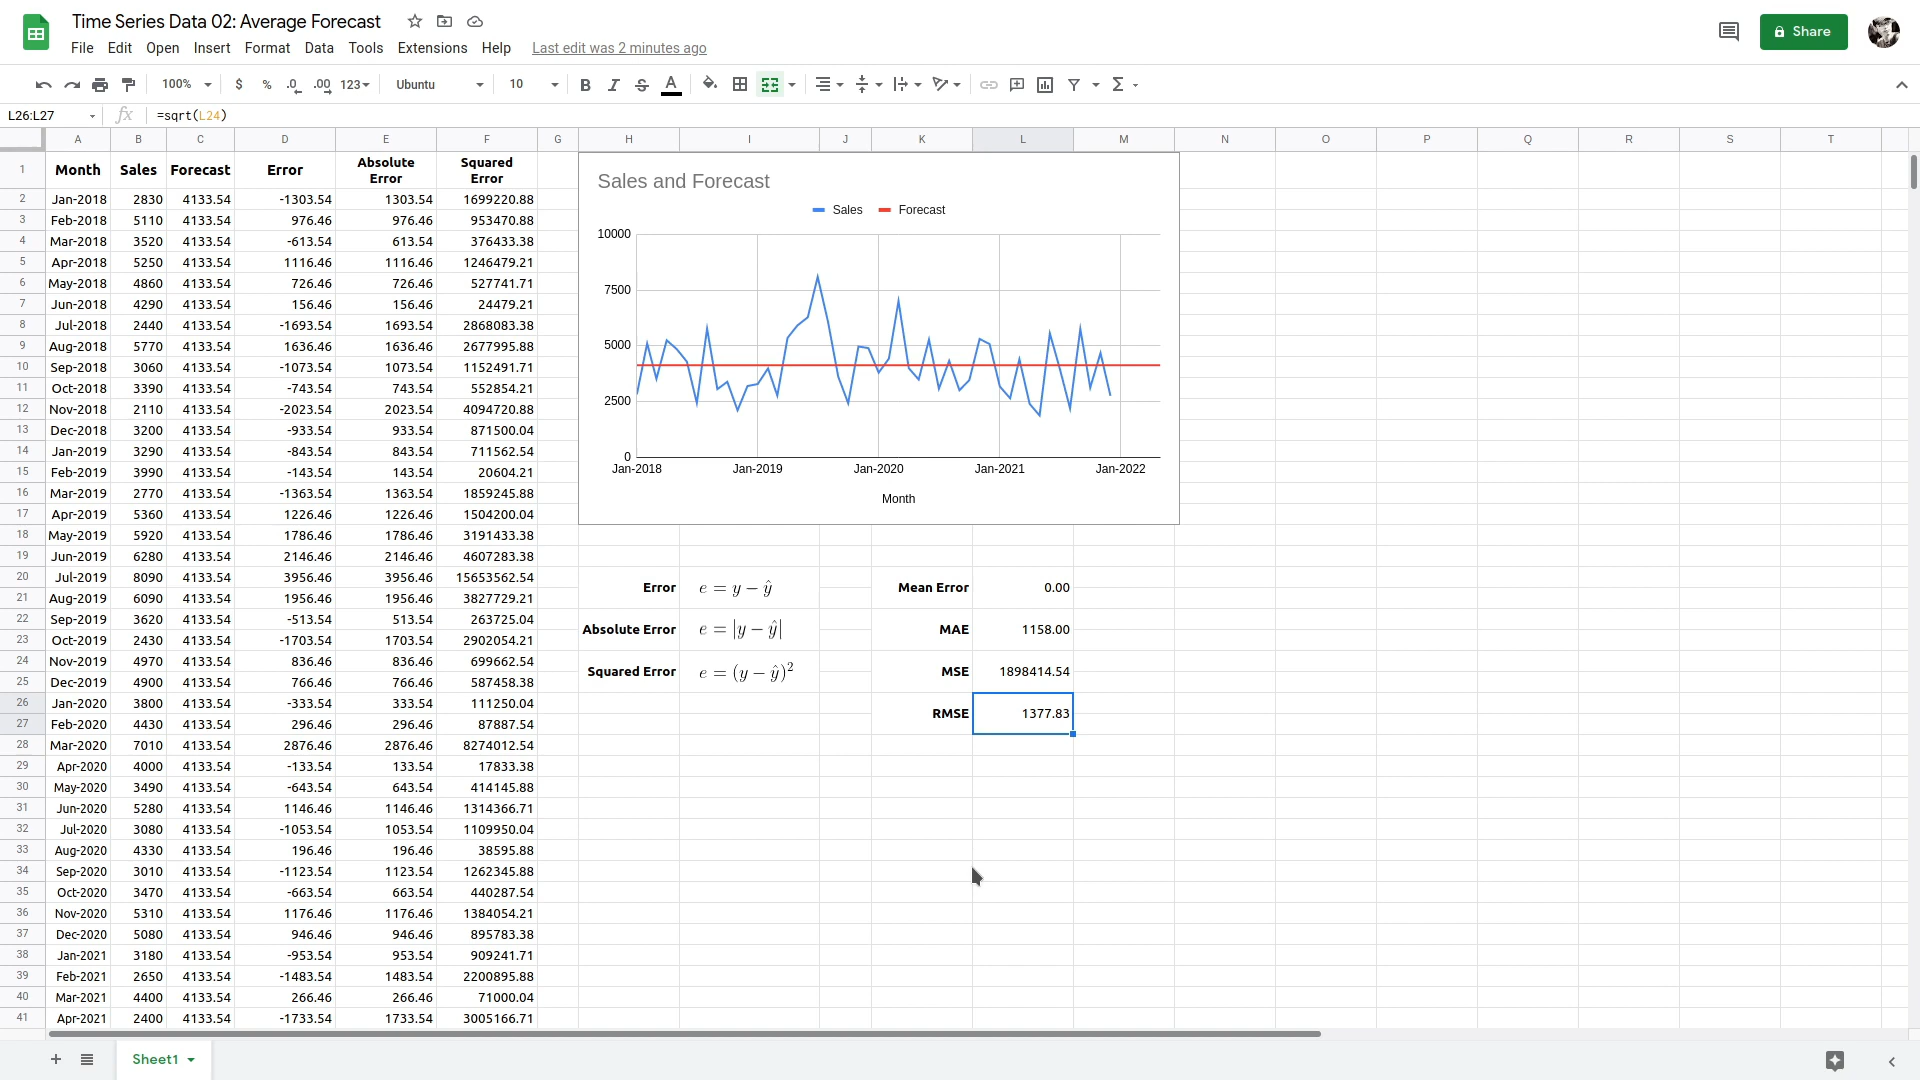 Time Series Data 02: Average Forecast
File Edit Open Insert Format Data Tools Extensions Help Last edit was 2 minutes ago
Share
100% $ % .0 .00 123 Ubuntu 10 B I S A Σ
L26:L27 fx =sqrt(L24)
A B C D E F G H I J K L M N O P Q R S T
1 Month Sales Forecast Error Absolute Error Squared Error
2 Jan-2018 2830 4133.54 -1303.54 1303.54 1699220.88
3 Feb-2018 5110 4133.54 976.46 976.46 953470.88
4 Mar-2018 3520 4133.54 -613.54 613.54 376433.38
5 Apr-2018 5250 4133.54 1116.46 1116.46 1246479.21
6 May-2018 4860 4133.54 726.46 726.46 527741.71
7 Jun-2018 4290 4133.54 156.46 156.46 24479.21
8 Jul-2018 2440 4133.54 -1693.54 1693.54 2868083.38
9 Aug-2018 5770 4133.54 1636.46 1636.46 2677995.88
10 Sep-2018 3060 4133.54 -1073.54 1073.54 1152491.71
11 Oct-2018 3390 4133.54 -743.54 743.54 552854.21
12 Nov-2018 2110 4133.54 -2023.54 2023.54 4094720.88
13 Dec-2018 3200 4133.54 -933.54 933.54 871500.04
14 Jan-2019 3290 4133.54 -843.54 843.54 711562.54
15 Feb-2019 3990 4133.54 -143.54 143.54 20604.21
16 Mar-2019 2770 4133.54 -1363.54 1363.54 1859245.88
17 Apr-2019 5360 4133.54 1226.46 1226.46 1504200.04
18 May-2019 5920 4133.54 1786.46 1786.46 3191433.38
19 Jun-2019 6280 4133.54 2146.46 2146.46 4607283.38
20 Jul-2019 8090 4133.54 3956.46 3956.46 15653562.54
21 Aug-2019 6090 4133.54 1956.46 1956.46 3827729.21
22 Sep-2019 3620 4133.54 -513.54 513.54 263725.04
23 Oct-2019 2430 4133.54 -1703.54 1703.54 2902054.21
24 Nov-2019 4970 4133.54 836.46 836.46 699662.54
25 Dec-2019 4900 4133.54 766.46 766.46 587458.38
26 Jan-2020 3800 4133.54 -333.54 333.54 111250.04
27 Feb-2020 4430 4133.54 296.46 296.46 87887.54
28 Mar-2020 7010 4133.54 2876.46 2876.46 8274012.54
29 Apr-2020 4000 4133.54 -133.54 133.54 17833.38
30 May-2020 3490 4133.54 -643.54 643.54 414145.88
31 Jun-2020 5280 4133.54 1146.46 1146.46 1314366.71
32 Jul-2020 3080 4133.54 -1053.54 1053.54 1109950.04
33 Aug-2020 4330 4133.54 196.46 196.46 38595.88
34 Sep-2020 3010 4133.54 -1123.54 1123.54 1262345.88
35 Oct-2020 3470 4133.54 -663.54 663.54 440287.54
36 Nov-2020 5310 4133.54 1176.46 1176.46 1384054.21
37 Dec-2020 5080 4133.54 946.46 946.46 895783.38
38 Jan-2021 3180 4133.54 -953.54 953.54 909241.71
39 Feb-2021 2650 4133.54 -1483.54 1483.54 2200895.88
40 Mar-2021 4400 4133.54 266.46 266.46 71000.04
41 Apr-2021 2400 4133.54 -1733.54 1733.54 3005166.71
Sales and Forecast
Sales Forecast
10000
7500
5000
2500
0
Jan-2018 Jan-2019 Jan-2020 Jan-2021 Jan-2022
Month
Error e = y − ŷ
Absolute Error e = |y − ŷ|
Squared Error e = (y − ŷ)²
Mean Error 0.00
MAE 1158.00
MSE 1898414.54
RMSE 1377.83
Sheet1